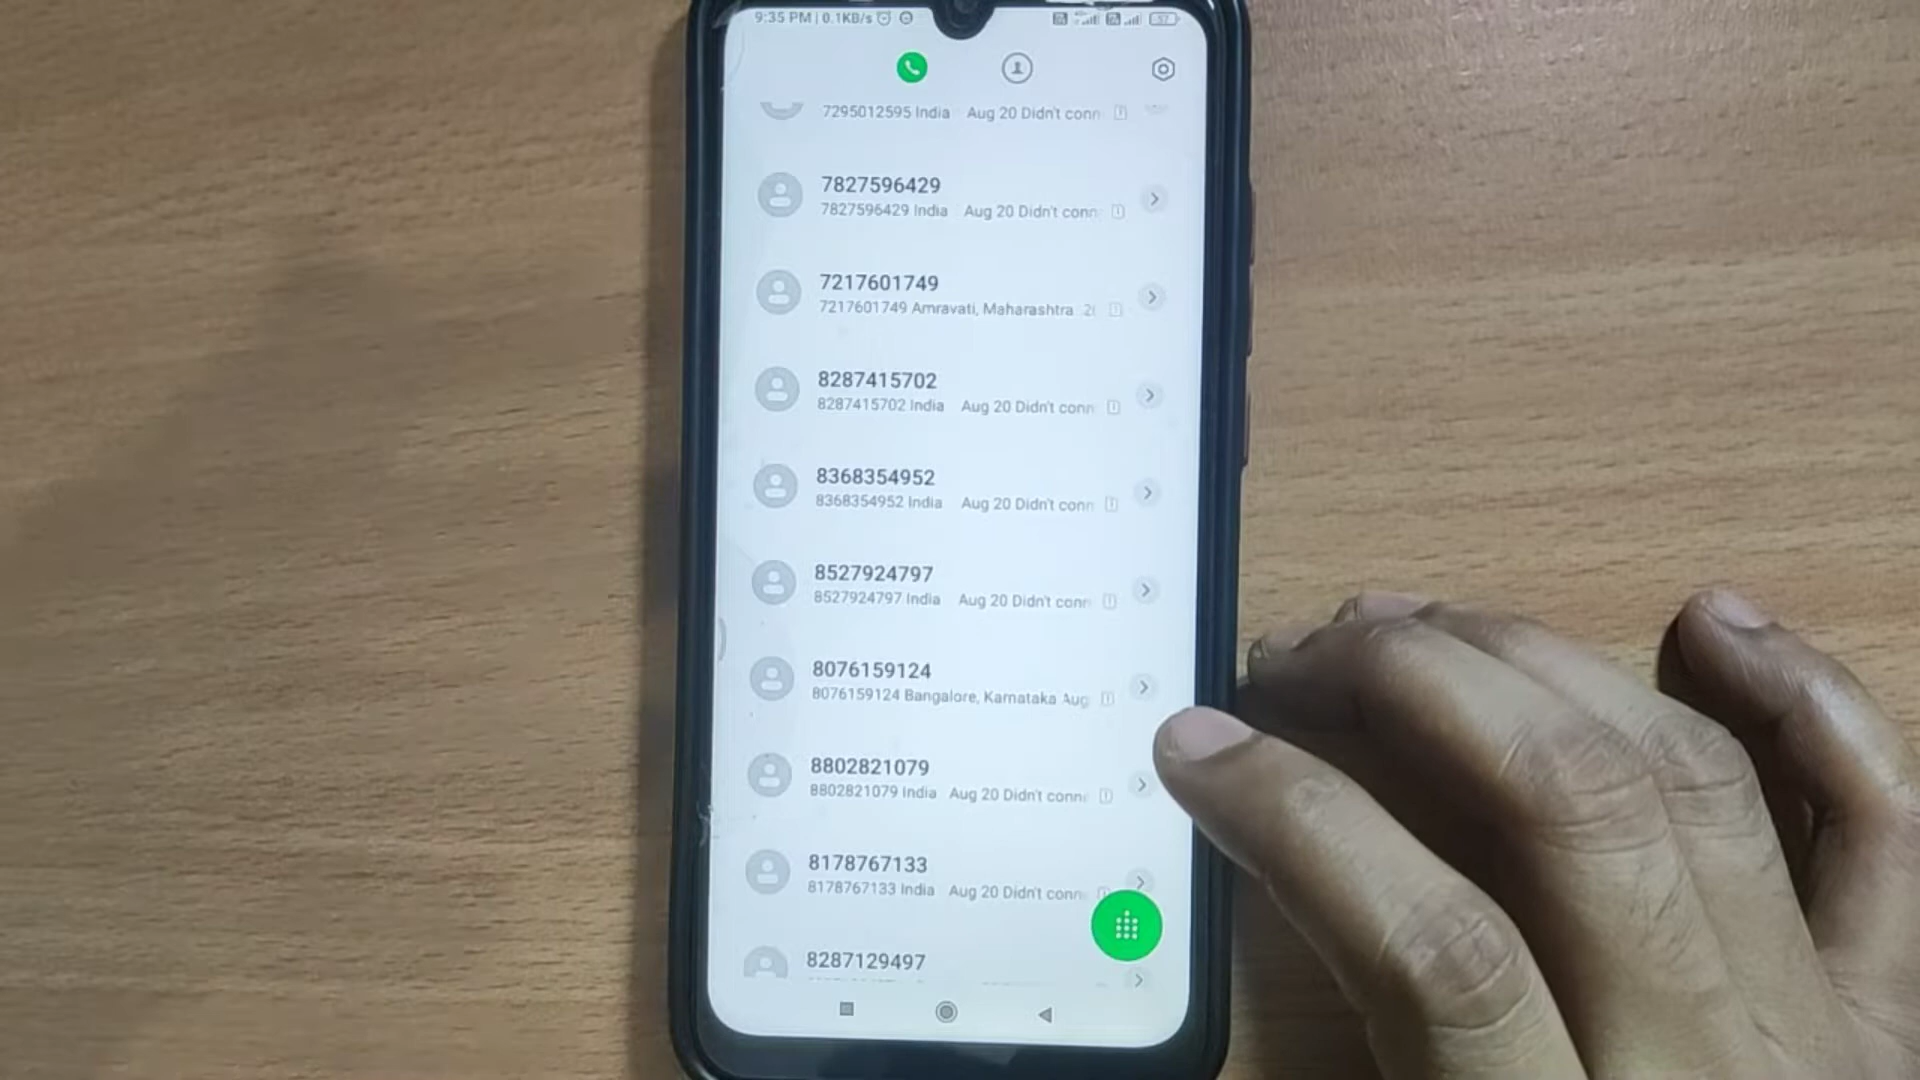 9:35 PM | 0.1KB/s
57
7295012595 India Aug 20 Didn't conn
7827596429
7827596429 India Aug 20 Didn't conn
7217601749
7217601749 Amravati, Maharashtra 2
8287415702
8287415702 India Aug 20 Didn't conn
8368354952
8368354952 India Aug 20 Didn't conn
8527924797
8527924797 India Aug 20 Didn't conn
8076159124
8076159124 Bangalore, Karnataka Aug
8802821079
8802821079 India Aug 20 Didn't conn
8178767133
8178767133 India Aug 20 Didn't conn
8287129497